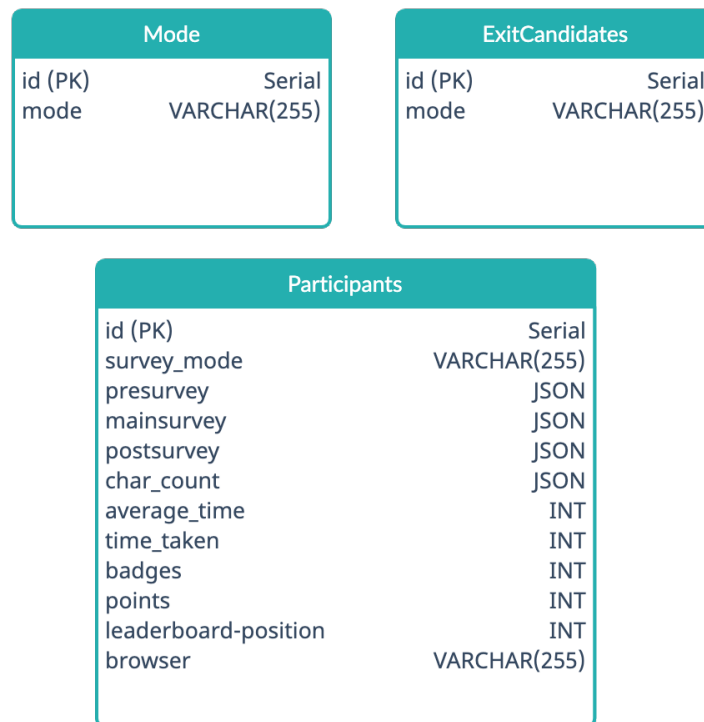 Mode
id (PK) Serial
mode VARCHAR(255)
ExitCandidates
id (PK) Serial
mode VARCHAR(255)
Participants
id (PK) Serial
survey_mode VARCHAR(255)
presurvey JSON
mainsurvey JSON
postsurvey JSON
char_count JSON
average_time INT
time_taken INT
badges INT
points INT
leaderboard-position INT
browser VARCHAR(255)